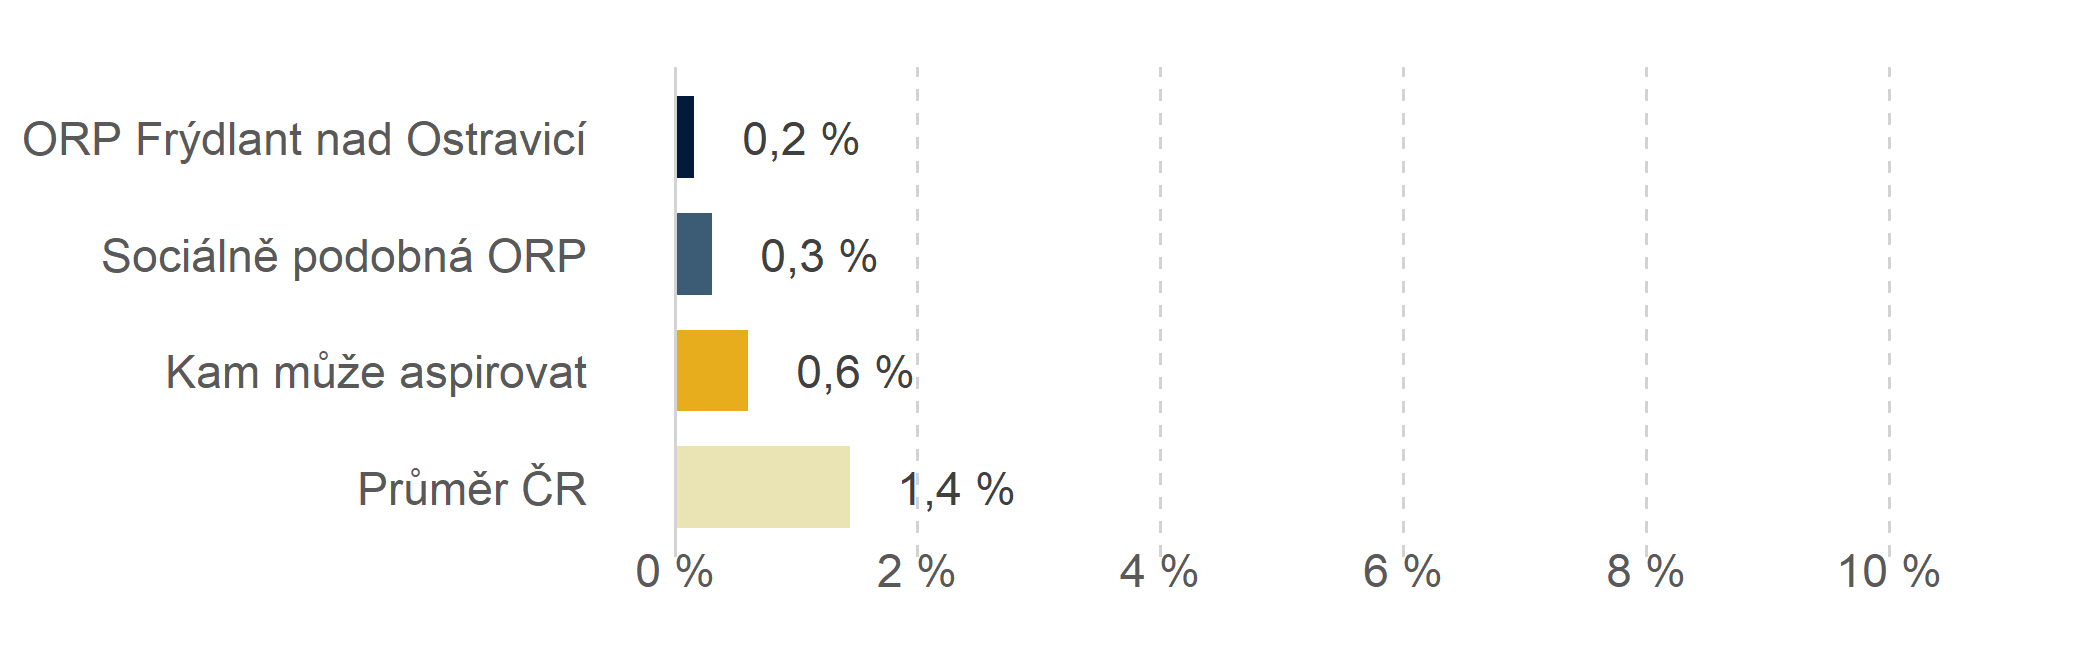 ORP Frýdlant nad Ostravicí 0,2 %
Sociálně podobná ORP 0,3 %
Kam může aspirovat 0,6 %
Průměr ČR 1,4 %
0 % 2 % 4 % 6 % 8 % 10 %